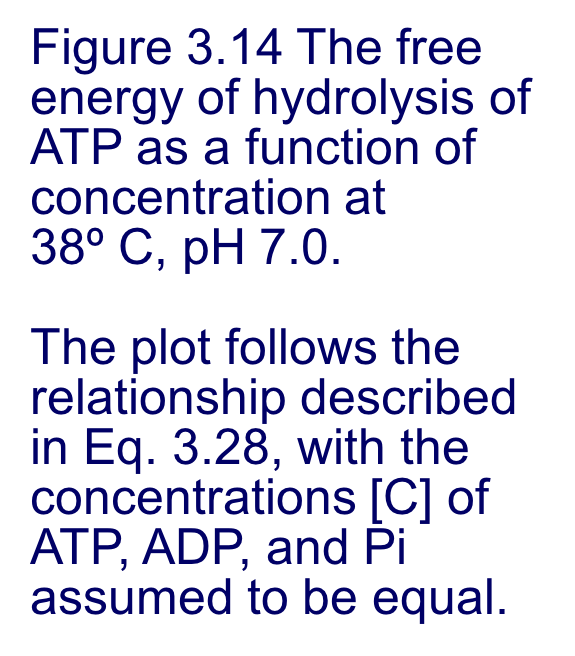 Figure 3.14 The free
energy of hydrolysis of
ATP as a function of
concentration at
38º C, pH 7.0.
The plot follows the
relationship described
in Eq. 3.28, with the
concentrations [C] of
ATP, ADP, and Pi
assumed to be equal.